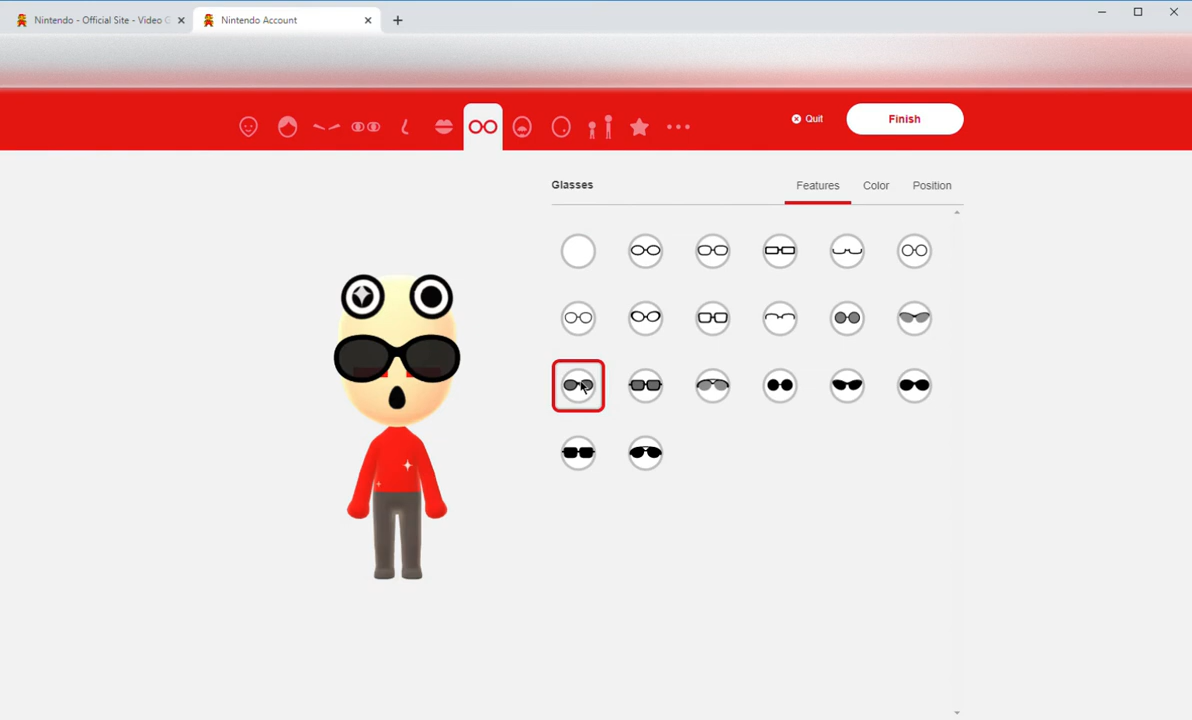 Nintendo - Official Site - Video G
Nintendo Account
Quit
Finish
Glasses
Features
Color
Position